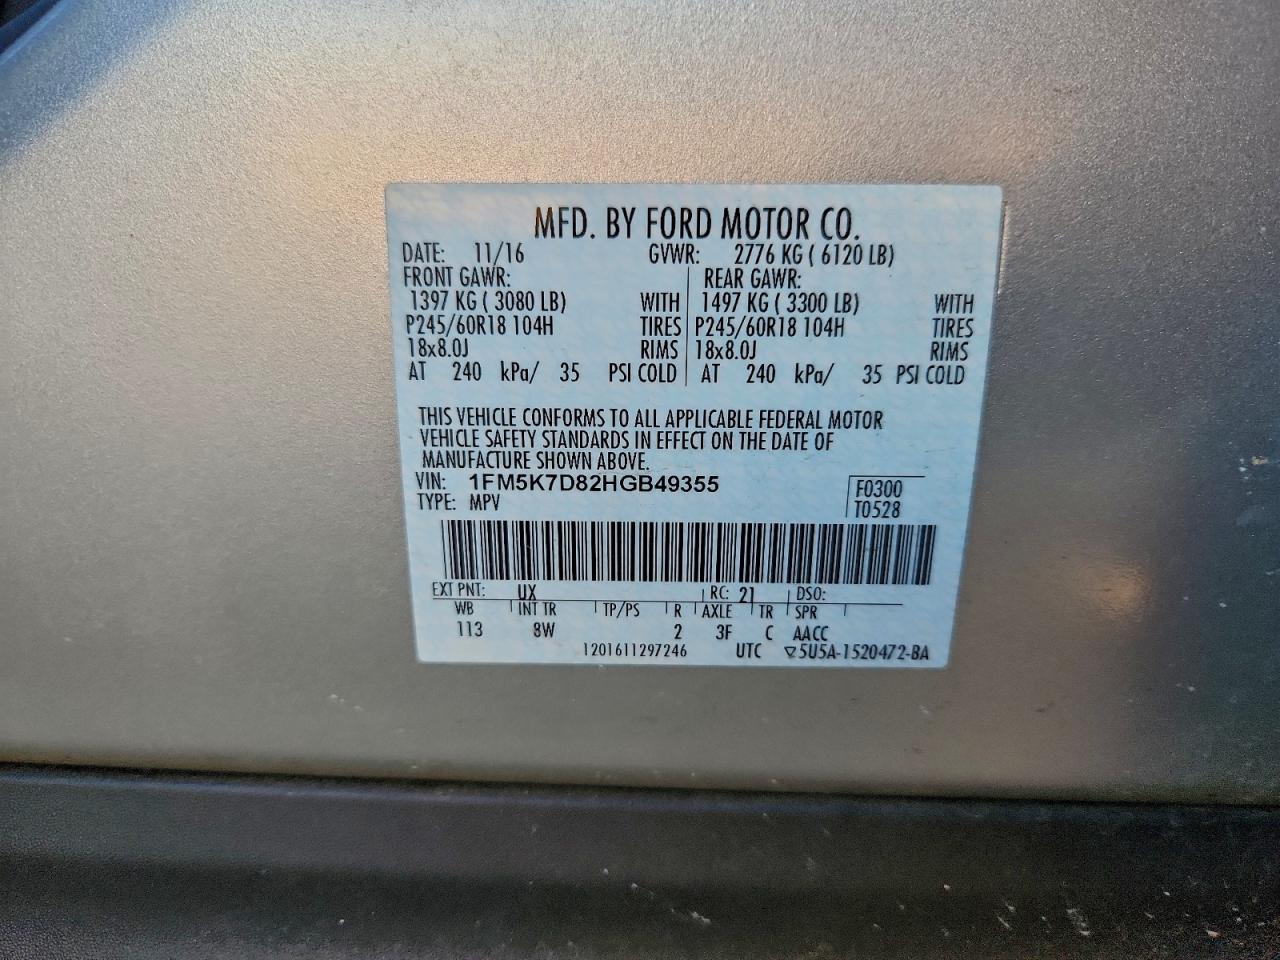 MFD. BY FORD MOTOR CO.
DATE: 11/16 GVWR: 2776 KG ( 6120 LB)
FRONT GAWR: REAR GAWR:
1397 KG ( 3080 LB) WITH 1497 KG ( 3300 LB) WITH
P245/60R18 104H TIRES P245/60R18 104H TIRES
18x8.0J RIMS 18x8.0J RIMS
AT 240 kPa/ 35 PSI COLD AT 240 kPa/ 35 PSI COLD
THIS VEHICLE CONFORMS TO ALL APPLICABLE FEDERAL MOTOR
VEHICLE SAFETY STANDARDS IN EFFECT ON THE DATE OF
MANUFACTURE SHOWN ABOVE.
VIN: 1FM5K7D82HGB49355 F0300
TYPE: MPV T0528
EXT PNT: UX RC: 21 DSO:
WB INT TR TP/PS R AXLE TR SPR
113 8W 2 3F C AACC
1201611297246 UTC ▽5U5A-1520472-BA